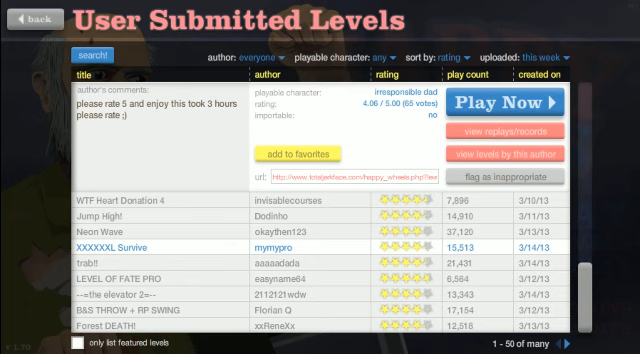 back
User Submitted Levels
search!
author: everyone playable character: any sort by: rating uploaded: this week
title author rating play count created on
author's comments:
please rate 5 and enjoy this took 3 hours
please rate ;)
playable character: irresponsible dad
rating: 4.06 / 5.00 (65 votes)
importable: no
add to favorites
url: http://www.totaljerkface.com/happy_wheels.php?lev
Play Now
view replays/records
view levels by this author
flag as inappropriate
WTF Heart Donation 4 invisablecourses 7,896 3/10/13
Jump High! Dodinho 14,910 3/11/13
Neon Wave okaythen123 37,120 3/13/13
XXXXXXL Survive mymypro 15,513 3/14/13
trab!! aaaaadada 21,431 3/14/13
LEVEL OF FATE PRO easyname64 6,564 3/12/13
--=the elevator 2=-- 2112121wdw 13,343 3/14/13
B&S THROW + RP SWING Florian Q 17,154 3/12/13
Forest DEATH! xxReneXx 12,518 3/13/13
only list featured levels
1 - 50 of many
v 1.70